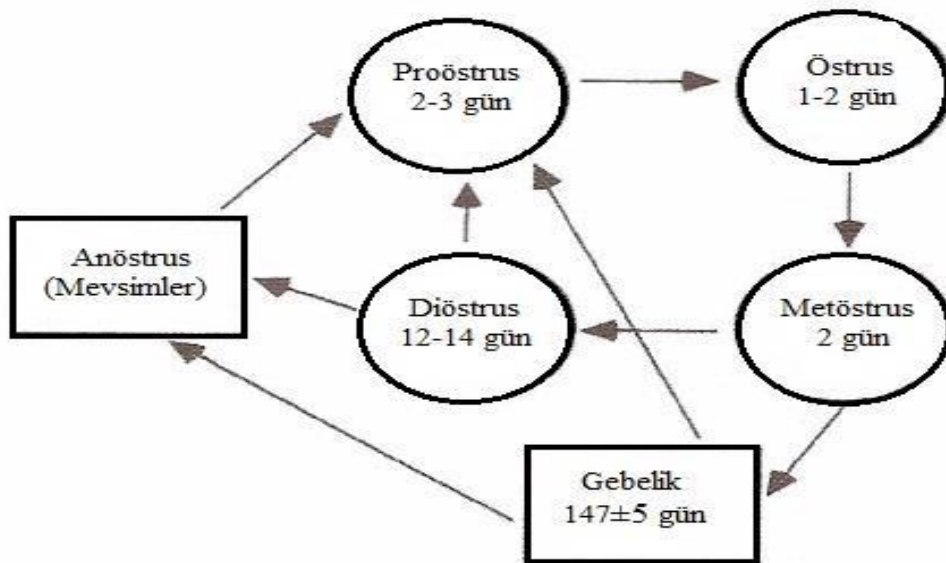 Proöstrus
2-3 gün
Östrus
1-2 gün
Anöstrus
(Mevsimler)
Diöstrus
12-14 gün
Metöstrus
2 gün
Gebelik
147±5 gün